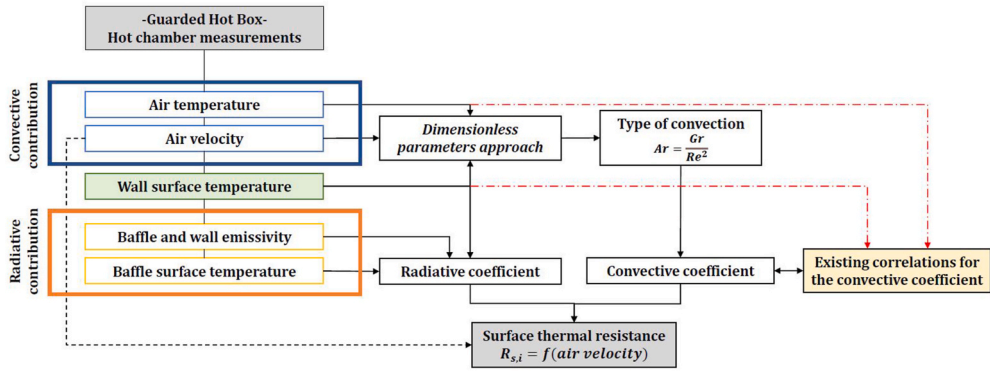 -Guarded Hot Box-
Hot chamber measurements
Convective
contribution
Air temperature
Air velocity
Dimensionless
parameters approach
Type of convection
Ar = Gr / Re²
Wall surface temperature
Radiative
contribution
Baffle and wall emissivity
Baffle surface temperature
Radiative coefficient
Convective coefficient
Existing correlations for
the convective coefficient
Surface thermal resistance
Rs,i = f(air velocity)